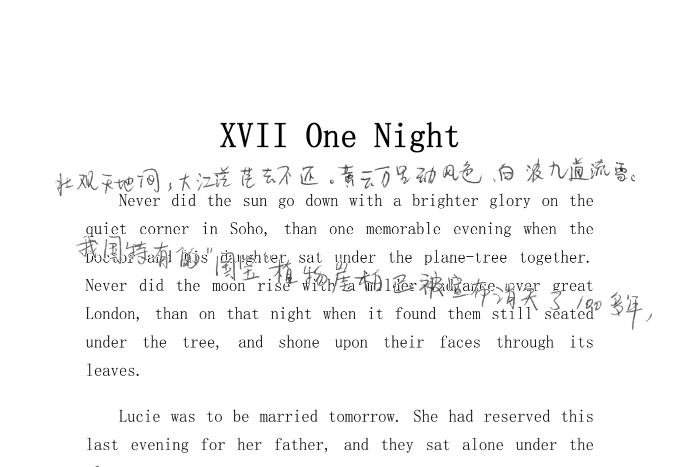 XVII One Night
壮观天地间，大江茫茫去不还。黄云万里动风色，白波九道流雪。
Never did the sun go down with a brighter glory on the
quiet corner in Soho, than one memorable evening when the
我国特有的“国宝”植物崖柏已被宣布消失了100多年，
Doctor and his daughter sat under the plane-tree together.
Never did the moon rise with a milder radiance over great
London, than on that night when it found them still seated
under the tree, and shone upon their faces through its
leaves.
Lucie was to be married tomorrow. She had reserved this
last evening for her father, and they sat alone under the